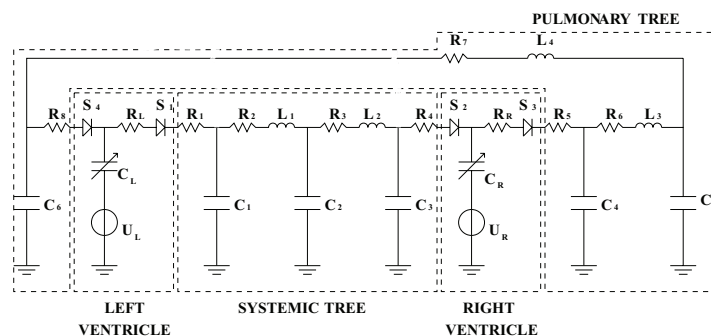 PULMONARY TREE
R7 L4
R8 S4 RL S1 R1 R2 L1 R3 L2 R4 S2 RR S3 R5 R6 L3
CL CR
C6 C1 C2 C3 C4 C
UL UR
LEFT VENTRICLE
SYSTEMIC TREE
RIGHT VENTRICLE